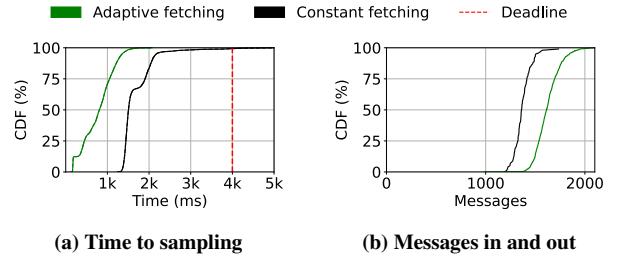 Adaptive fetching Constant fetching Deadline
100 100
75 75
50 50
25 25
0 0
CDF (%) CDF (%)
1k 2k 3k 4k 5k 0 1000 2000
Time (ms) Messages
(a) Time to sampling (b) Messages in and out